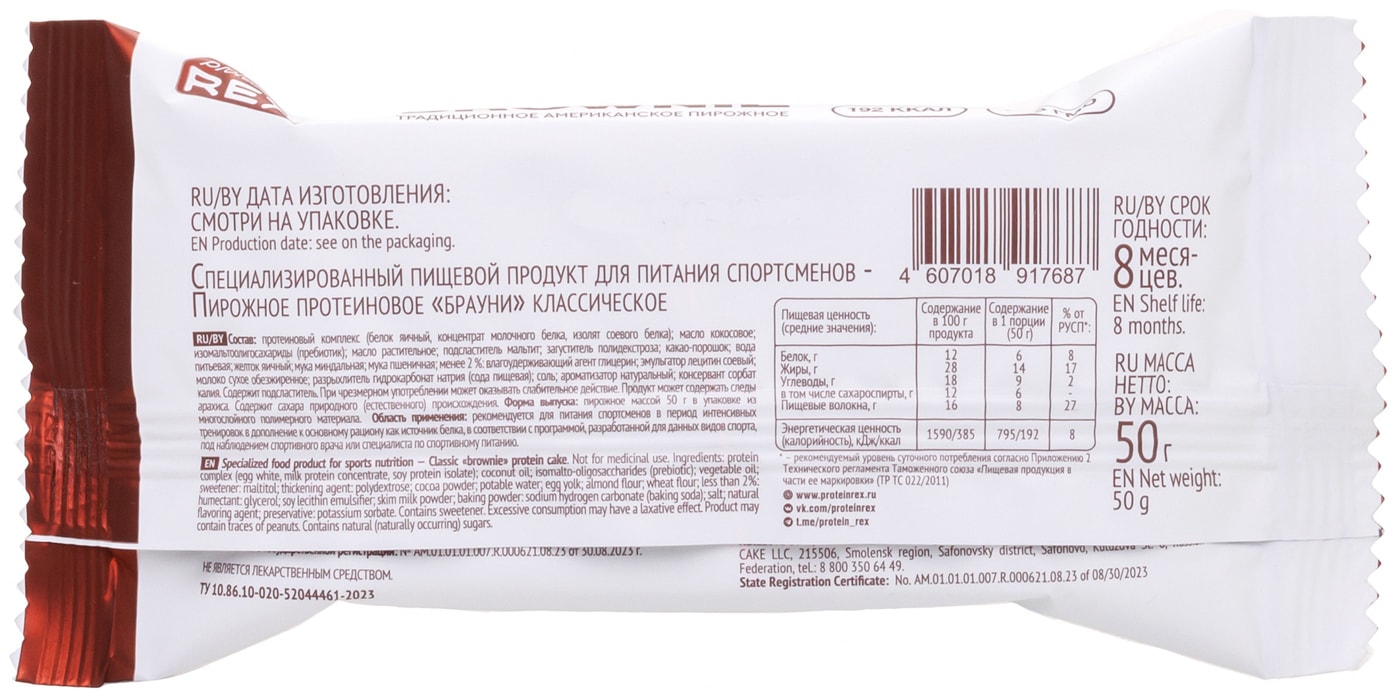 RE
ТРАДИЦИОННОЕ АМЕРИКАНСКОЕ ПИРОЖНОЕ
192 ККАЛ
RU/BY ДАТА ИЗГОТОВЛЕНИЯ:
СМОТРИ НА УПАКОВКЕ.
EN Production date: see on the packaging.
СПЕЦИАЛИЗИРОВАННЫЙ ПИЩЕВОЙ ПРОДУКТ ДЛЯ ПИТАНИЯ СПОРТСМЕНОВ –
ПИРОЖНОЕ ПРОТЕИНОВОЕ «БРАУНИ» КЛАССИЧЕСКОЕ
RU/BY Состав: протеиновый комплекс (белок яичный, концентрат молочного белка, изолят соевого белка); масло кокосовое;
изомальтоолигосахариды (пребиотик); масло растительное; подсластитель мальтит; загуститель полидекстроза; какао-порошок; вода
питьевая; желток яичный; мука миндальная; мука пшеничная; менее 2 %: влагоудерживающий агент глицерин; эмульгатор лецитин соевый;
молоко сухое обезжиренное; разрыхлитель гидрокарбонат натрия (сода пищевая); соль; ароматизатор натуральный; консервант сорбат
калия. Содержит подсластитель. При чрезмерном употреблении может оказывать слабительное действие. Продукт может содержать следы
арахиса. Содержит сахара природного (естественного) происхождения. Форма выпуска: пирожное массой 50 г в упаковке из
многослойного полимерного материала. Область применения: рекомендуется для питания спортсменов в период интенсивных
тренировок в дополнение к основному рациону как источник белка, в соответствии с программой, разработанной для данных видов спорта,
под наблюдением спортивного врача или специалиста по спортивному питанию.
EN Specialized food product for sports nutrition – Classic «brownie» protein cake. Not for medicinal use. Ingredients: protein
complex (egg white, milk protein concentrate, soy protein isolate); coconut oil; isomalto-oligosaccharides (prebiotic); vegetable oil;
sweetener: maltitol; thickening agent: polydextrose; cocoa powder; potable water; egg yolk; almond flour; wheat flour; less than 2%:
humectant: glycerol; soy lecithin emulsifier; skim milk powder; baking powder: sodium hydrogen carbonate (baking soda); salt; natural
flavoring agent; preservative: potassium sorbate. Contains sweetener. Excessive consumption may have a laxative effect. Product may
contain traces of peanuts. Contains natural (naturally occurring) sugars.
4 607018 917687
Пищевая ценность (средние значения): Содержание в 100 г продукта Содержание в 1 порции (50 г) % от РУСП*:
Белок, г 12 6 8
Жиры, г 28 14 17
Углеводы, г 18 9 2
в том числе сахароспирты, г 12 6 -
Пищевые волокна, г 16 8 27
Энергетическая ценность (калорийность), кДж/ккал 1590/385 795/192 8
* – рекомендуемый уровень суточного потребления согласно Приложению 2
Технического регламента Таможенного союза «Пищевая продукция в
части ее маркировки» (ТР ТС 022/2011)
www.proteinrex.ru
vk.com/proteinrex
t.me/protein_rex
RU/BY СРОК
ГОДНОСТИ:
8 меся-
цев.
EN Shelf life:
8 months.
RU МАССА
НЕТТО:
BY МАССА:
50 г
EN Net weight:
50 g
регистрации: № AM.01.01.01.007.R.000621.08.23 от 30.08.2023 г.
НЕ ЯВЛЯЕТСЯ ЛЕКАРСТВЕННЫМ СРЕДСТВОМ.
ТУ 10.86.10-020-52044461-2023
CAKE LLC, 215506, Smolensk region, Safonovsky district, Safonovo, Kutuzova
Federation, tel.: 8 800 350 64 49.
State Registration Certificate: No. AM.01.01.01.007.R.000621.08.23 of 08/30/2023